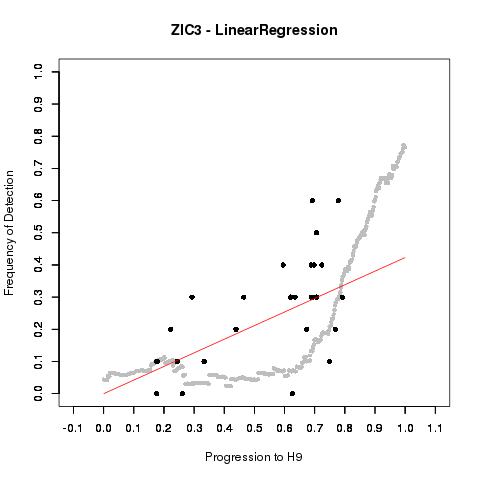 ZIC3 - LinearRegression
1.0
0.9
0.8
0.7
0.6
0.5
0.4
0.3
0.2
0.1
0.0
Frequency of Detection
-0.1 0.0 0.1 0.2 0.3 0.4 0.5 0.6 0.7 0.8 0.9 1.0 1.1
Progression to H9